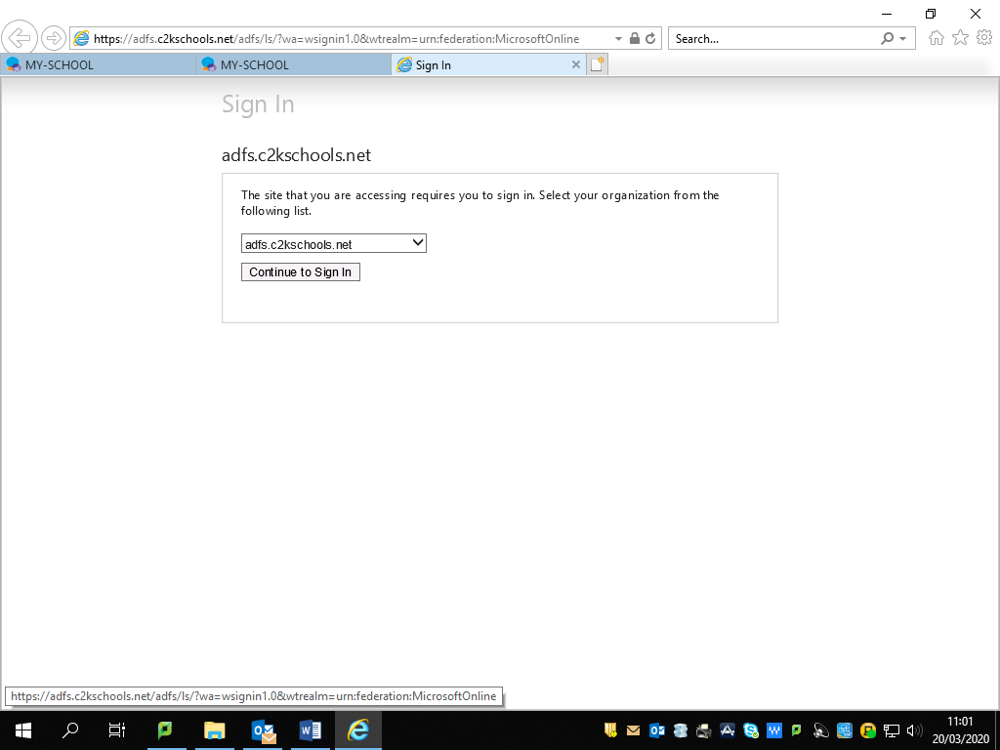 https://adfs.c2kschools.net/adfs/ls/?wa=wsignin1.0&wtrealm=urn:federation:MicrosoftOnline
Search...
MY-SCHOOL
MY-SCHOOL
Sign In
Sign In
adfs.c2kschools.net
The site that you are accessing requires you to sign in. Select your organization from the
following list.
adfs.c2kschools.net
Continue to Sign In
https://adfs.c2kschools.net/adfs/ls/?wa=wsignin1.0&wtrealm=urn:federation:MicrosoftOnline
11:01
20/03/2020